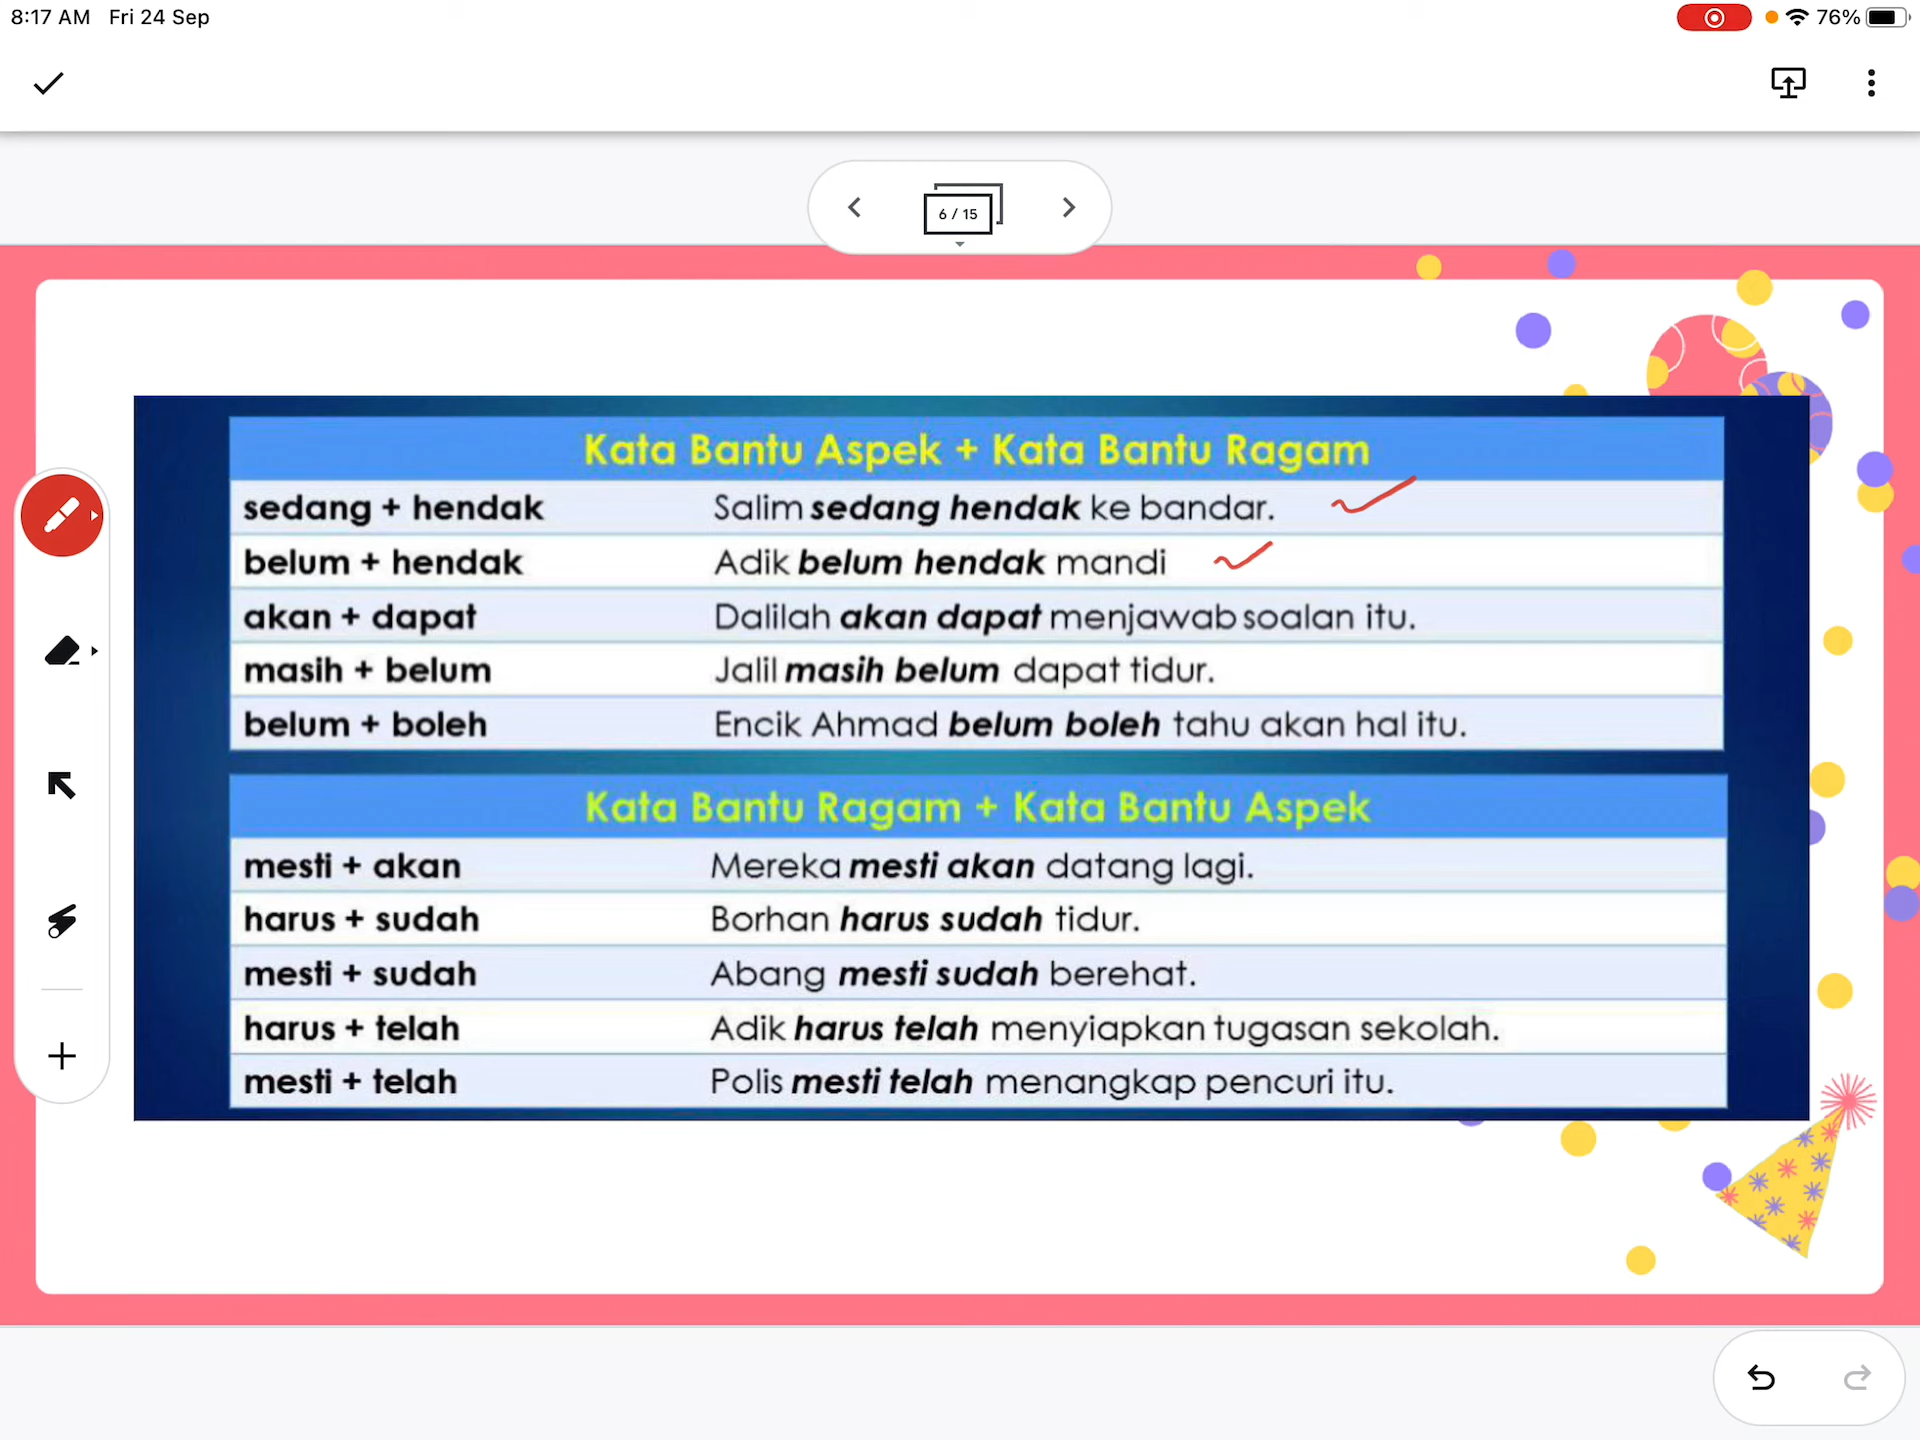 8:17 AM Fri 24 Sep
76%
6 / 15
Kata Bantu Aspek + Kata Bantu Ragam
sedang + hendak Salim sedang hendak ke bandar.
belum + hendak Adik belum hendak mandi
akan + dapat Dalilah akan dapat menjawab soalan itu.
masih + belum Jalil masih belum dapat tidur.
belum + boleh Encik Ahmad belum boleh tahu akan hal itu.
Kata Bantu Ragam + Kata Bantu Aspek
mesti + akan Mereka mesti akan datang lagi.
harus + sudah Borhan harus sudah tidur.
mesti + sudah Abang mesti sudah berehat.
harus + telah Adik harus telah menyiapkan tugasan sekolah.
mesti + telah Polis mesti telah menangkap pencuri itu.